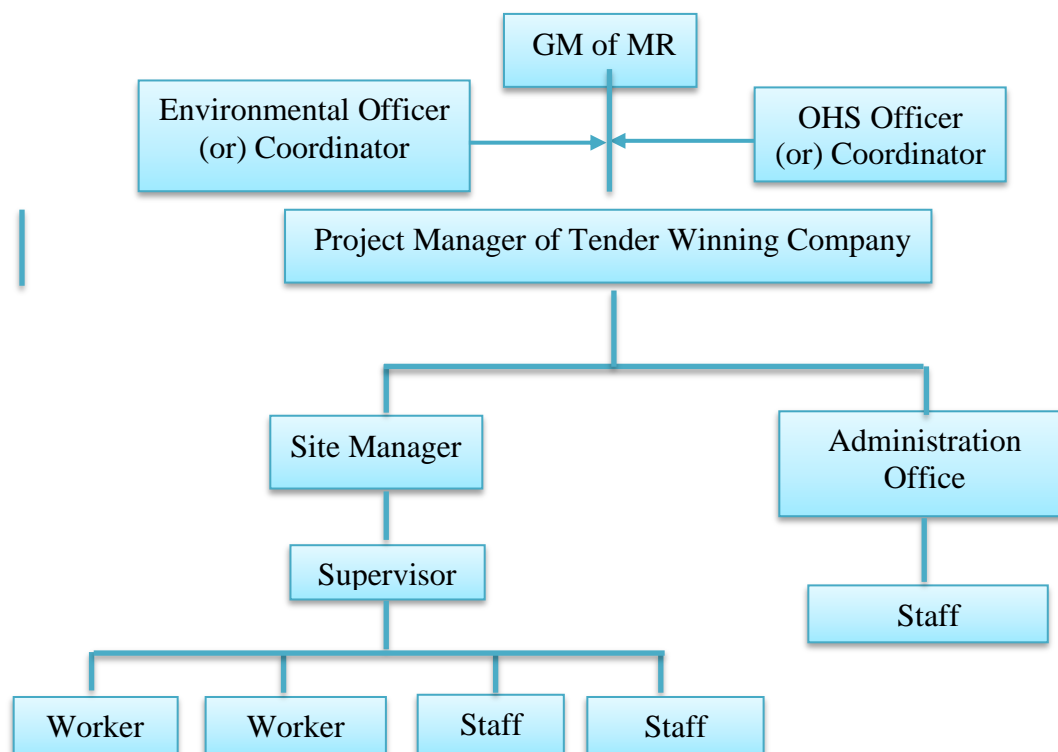 GM of MR
Environmental Officer
(or) Coordinator
OHS Officer
(or) Coordinator
Project Manager of Tender Winning Company
Site Manager
Administration
Office
Supervisor
Staff
Worker
Worker
Staff
Staff